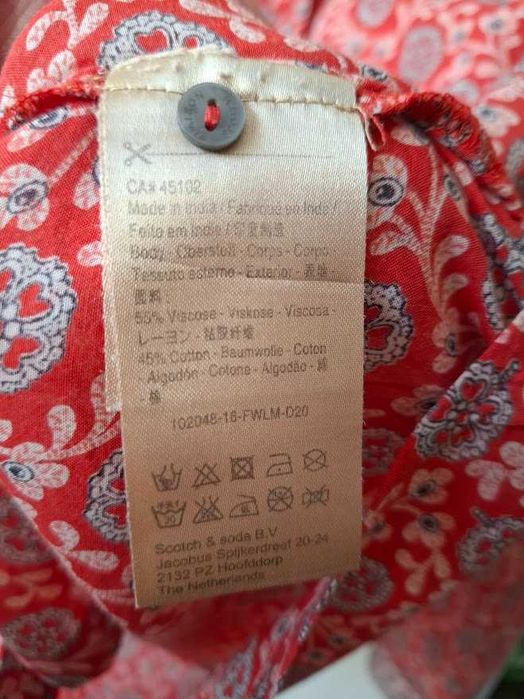 CA# 45102
Made in India / Fabriqué en Inde /
Feito em Indie / 印度制造
Body - Oberstoff - Corps - Corpo -
Tessuto esterno - Exterior - 表地 -
面料 :
55% Viscose - Viskose - Viscosa -
レーヨン - 粘胶纤维
45% Cotton - Baumwolle - Coton
- Algodón - Cotone - Algodão - 綿
- 棉
102048-16-FWLM-D20
Scotch & soda B.V
Jacobus Spijkerdreef 20-24
2132 PZ Hoofddorp
The Netherlands